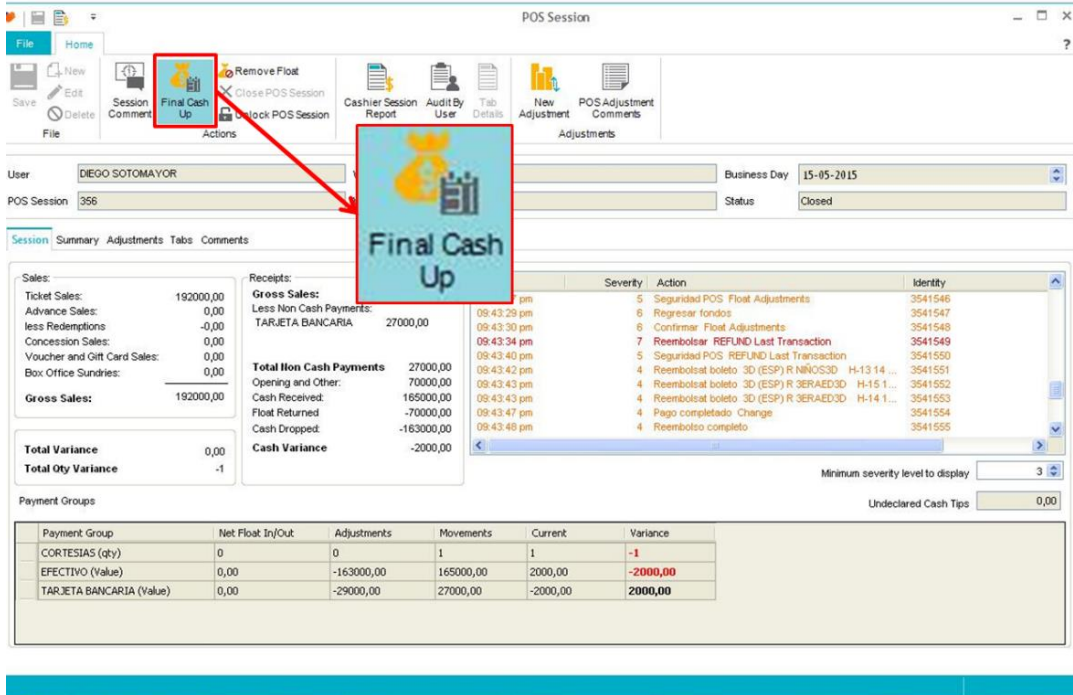 POS Session
File Home
?
Save
New
Edit
Delete
File
Session Comment
Final Cash Up
Remove Float
Close POS Session
Unlock POS Session
Actions
Cashier Session Report
Audit By User
Tab Details
New Adjustment
POS Adjustment Comments
Adjustments
Final Cash Up
User DIEGO SOTOMAYOR
Business Day 15-05-2015
POS Session 356
Status Closed
Session Summary Adjustments Tabs Comments
Sales:
Ticket Sales: 192000,00
Advance Sales: 0,00
less Redemptions -0,00
Concession Sales: 0,00
Voucher and Gift Card Sales: 0,00
Box Office Sundries: 0,00
Gross Sales: 192000,00
Total Variance 0,00
Total Qty Variance -1
Receipts:
Gross Sales:
Less Non Cash Payments:
TARJETA BANCARIA 27000,00
Total Non Cash Payments 27000,00
Opening and Other: 70000,00
Cash Received: 165000,00
Float Returned -70000,00
Cash Dropped: -163000,00
Cash Variance -2000,00
Severity Action Identity
pm 5 Seguridad POS Float Adjustments 3541546
09:43:29 pm 6 Regresar fondos 3541547
09:43:30 pm 6 Confirmar Float Adjustments 3541548
09:43:34 pm 7 Reembolsar REFUND Last Transaction 3541549
09:43:40 pm 5 Seguridad POS REFUND Last Transaction 3541550
09:43:42 pm 4 Reembolsat boleto 3D (ESP) R NIÑOS3D H-13 14 ... 3541551
09:43:43 pm 4 Reembolsat boleto 3D (ESP) R 3ERAED3D H-15 1... 3541552
09:43:43 pm 4 Reembolsat boleto 3D (ESP) R 3ERAED3D H-14 1... 3541553
09:43:47 pm 4 Pago completado Change 3541554
09:43:48 pm 4 Reembolso completo 3541555
Minimum severity level to display 3
Payment Groups
Undeclared Cash Tips 0,00
Payment Group Net Float In/Out Adjustments Movements Current Variance
CORTESIAS (qty) 0 0 1 1 -1
EFECTIVO (Value) 0,00 -163000,00 165000,00 2000,00 -2000,00
TARJETA BANCARIA (Value) 0,00 -29000,00 27000,00 -2000,00 2000,00